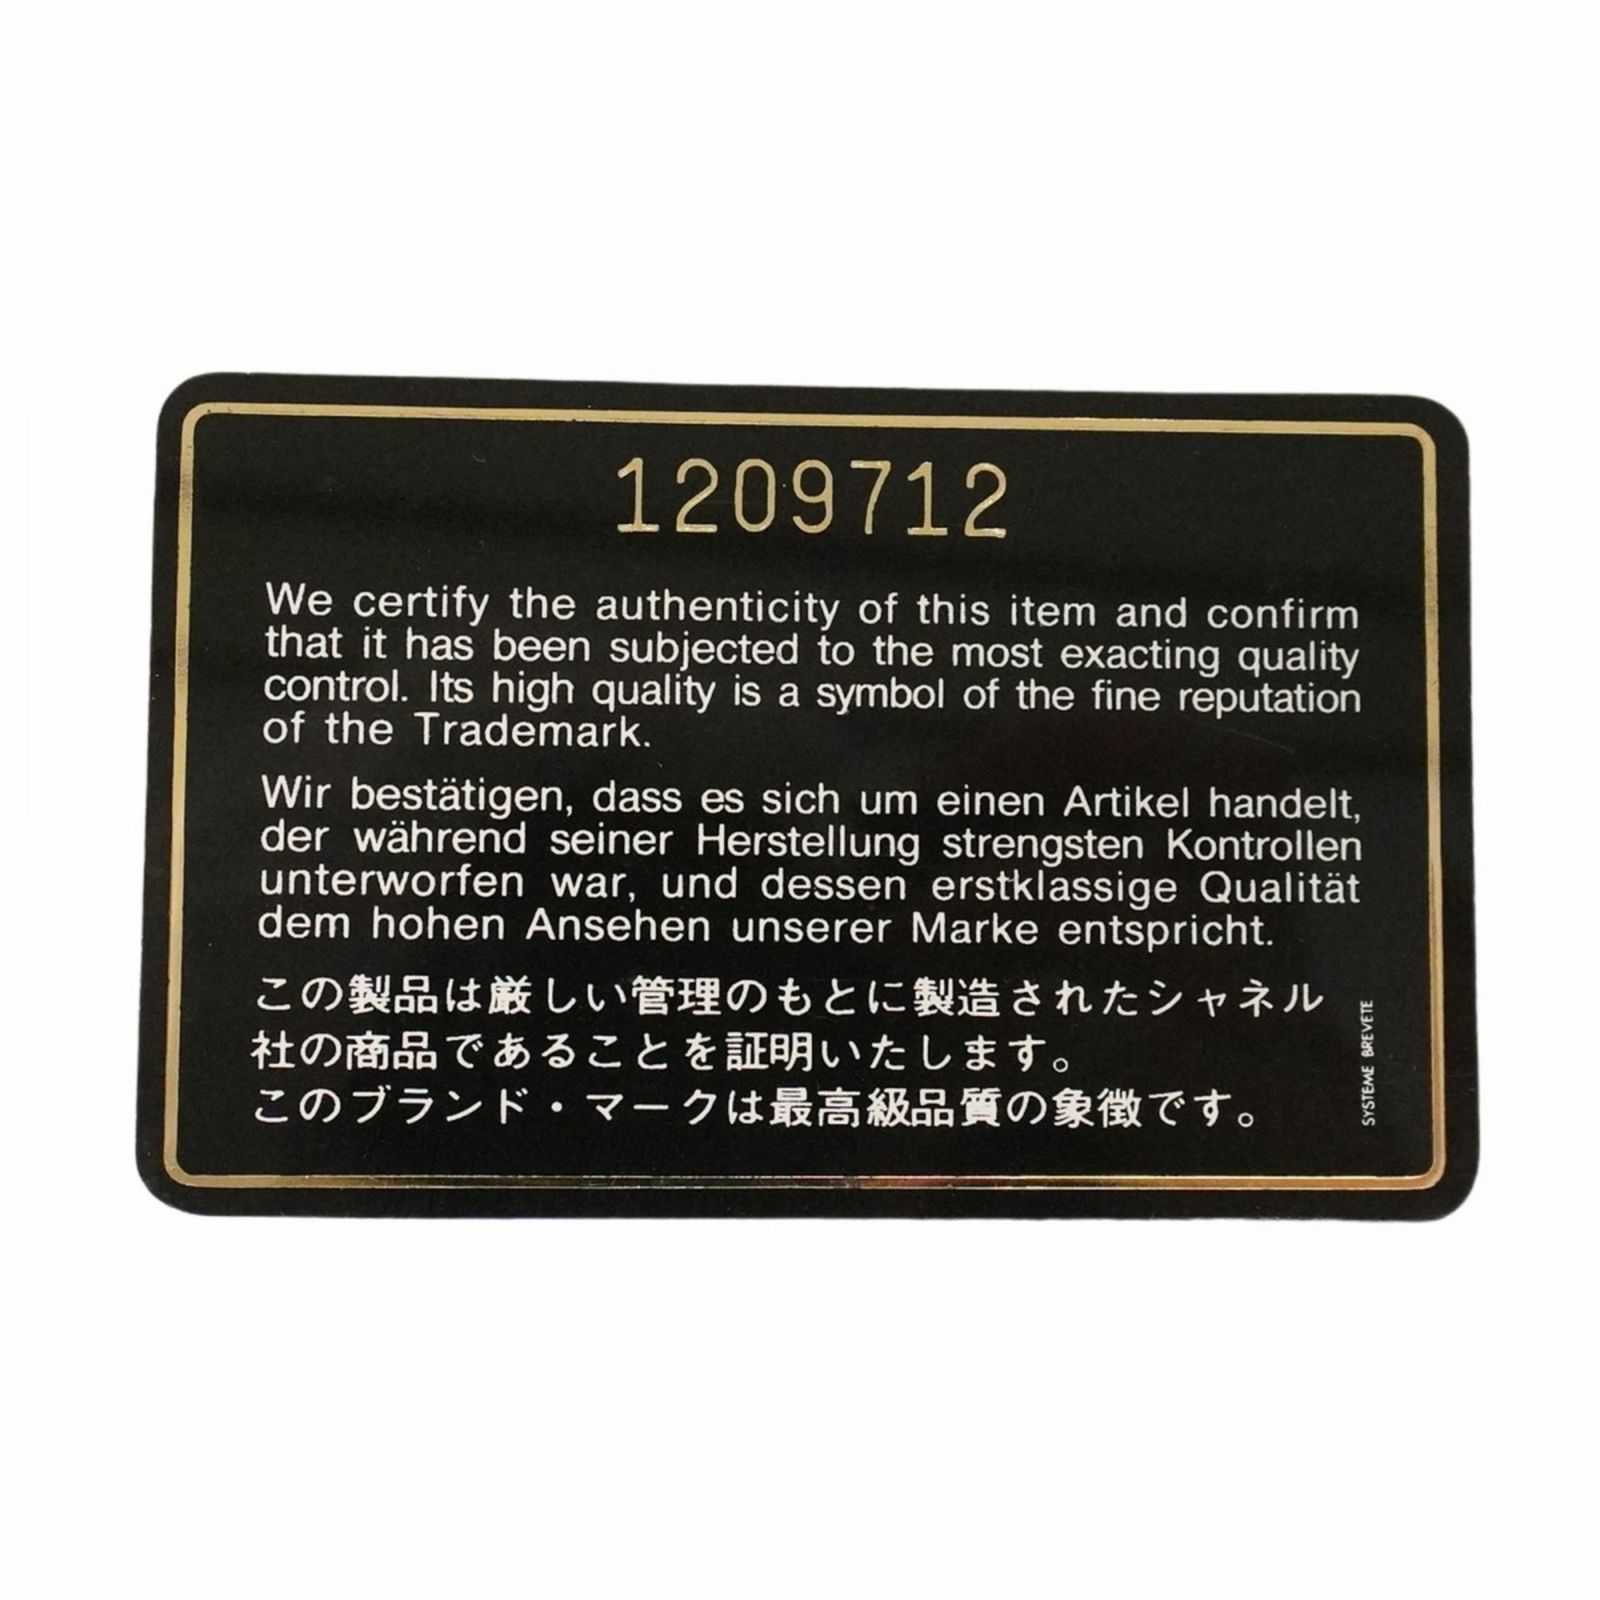 1209712
We certify the authenticity of this item and confirm
that it has been subjected to the most exacting quality
control. Its high quality is a symbol of the fine reputation
of the Trademark.
Wir bestätigen, dass es sich um einen Artikel handelt,
der während seiner Herstellung strengsten Kontrollen
unterworfen war, und dessen erstklassige Qualität
dem hohen Ansehen unserer Marke entspricht.
この製品は厳しい管理のもとに製造されたシャネル
社の商品であることを証明いたします。
このブランド・マークは最高級品質の象徴です。
SYSTEME BREVETE